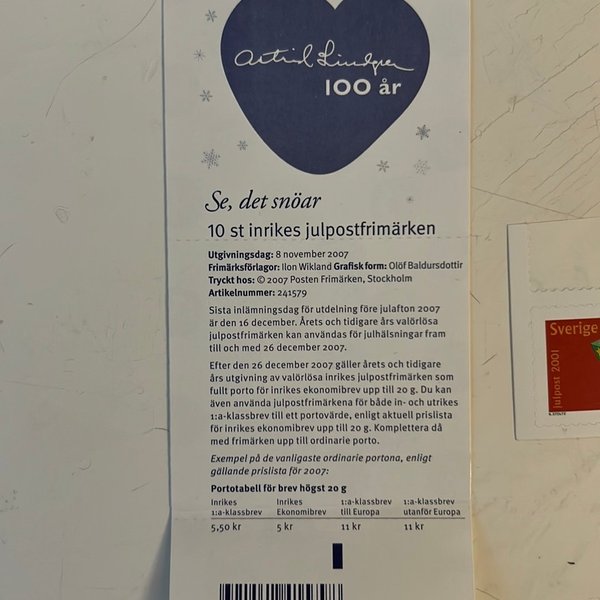 Astrid Lindgren
100 år
Se, det snöar
10 st inrikes julpostfrimärken
Utgivningsdag: 8 november 2007
Frimärksförlagor: Ilon Wikland Grafisk form: Olöf Baldursdottir
Tryckt hos: © 2007 Posten Frimärken, Stockholm
Artikelnummer: 241579
Sista inlämningsdag för utdelning före julafton 2007
är den 16 december. Årets och tidigare års valörlösa
julpostfrimärken kan användas för julhälsningar fram
till och med 26 december 2007.
Efter den 26 december 2007 gäller årets och tidigare
års utgivning av valörlösa inrikes julpostfrimärken som
fullt porto för inrikes ekonomibrev upp till 20 g. Du kan
även använda julpostfrimärkena för både in- och utrikes
1:a-klassbrev till ett portovärde, enligt aktuell prislista
för inrikes ekonomibrev upp till 20 g. Komplettera då
med frimärken upp till ordinarie porto.
Exempel på de vanligaste ordinarie portona, enligt
gällande prislista för 2007:
Portotabell för brev högst 20 g
Inrikes Inrikes 1:a-klassbrev 1:a-klassbrev
1:a-klassbrev Ekonomibrev till Europa utanför Europa
5,50 kr 5 kr 11 kr 11 kr
Sverige
julpost 2001